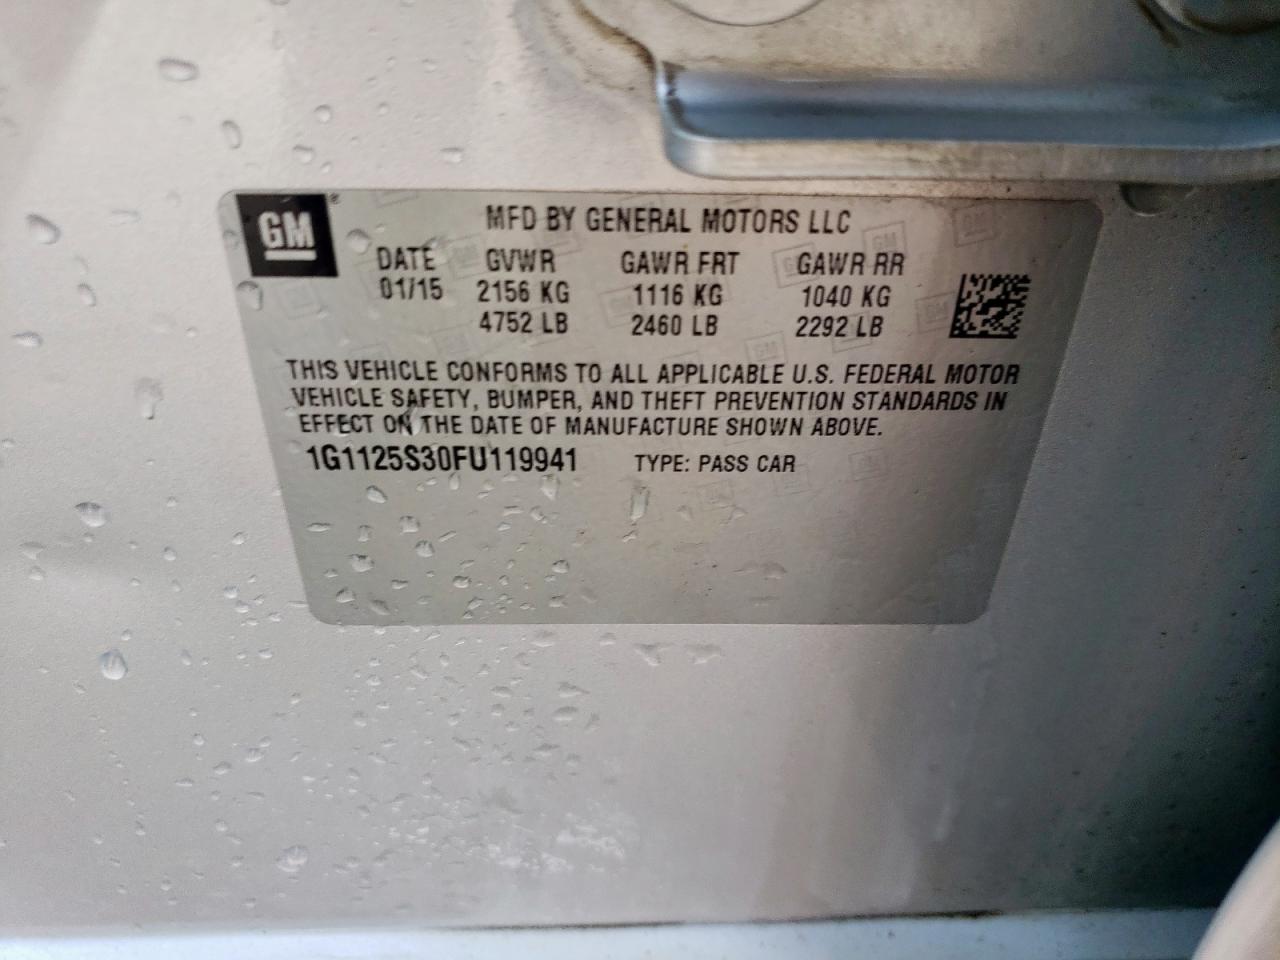 GM
MFD BY GENERAL MOTORS LLC
DATE GVWR GAWR FRT GAWR RR
01/15 2156 KG 1116 KG 1040 KG
4752 LB 2460 LB 2292 LB
THIS VEHICLE CONFORMS TO ALL APPLICABLE U.S. FEDERAL MOTOR
VEHICLE SAFETY, BUMPER, AND THEFT PREVENTION STANDARDS IN
EFFECT ON THE DATE OF MANUFACTURE SHOWN ABOVE.
1G1125S30FU119941 TYPE: PASS CAR